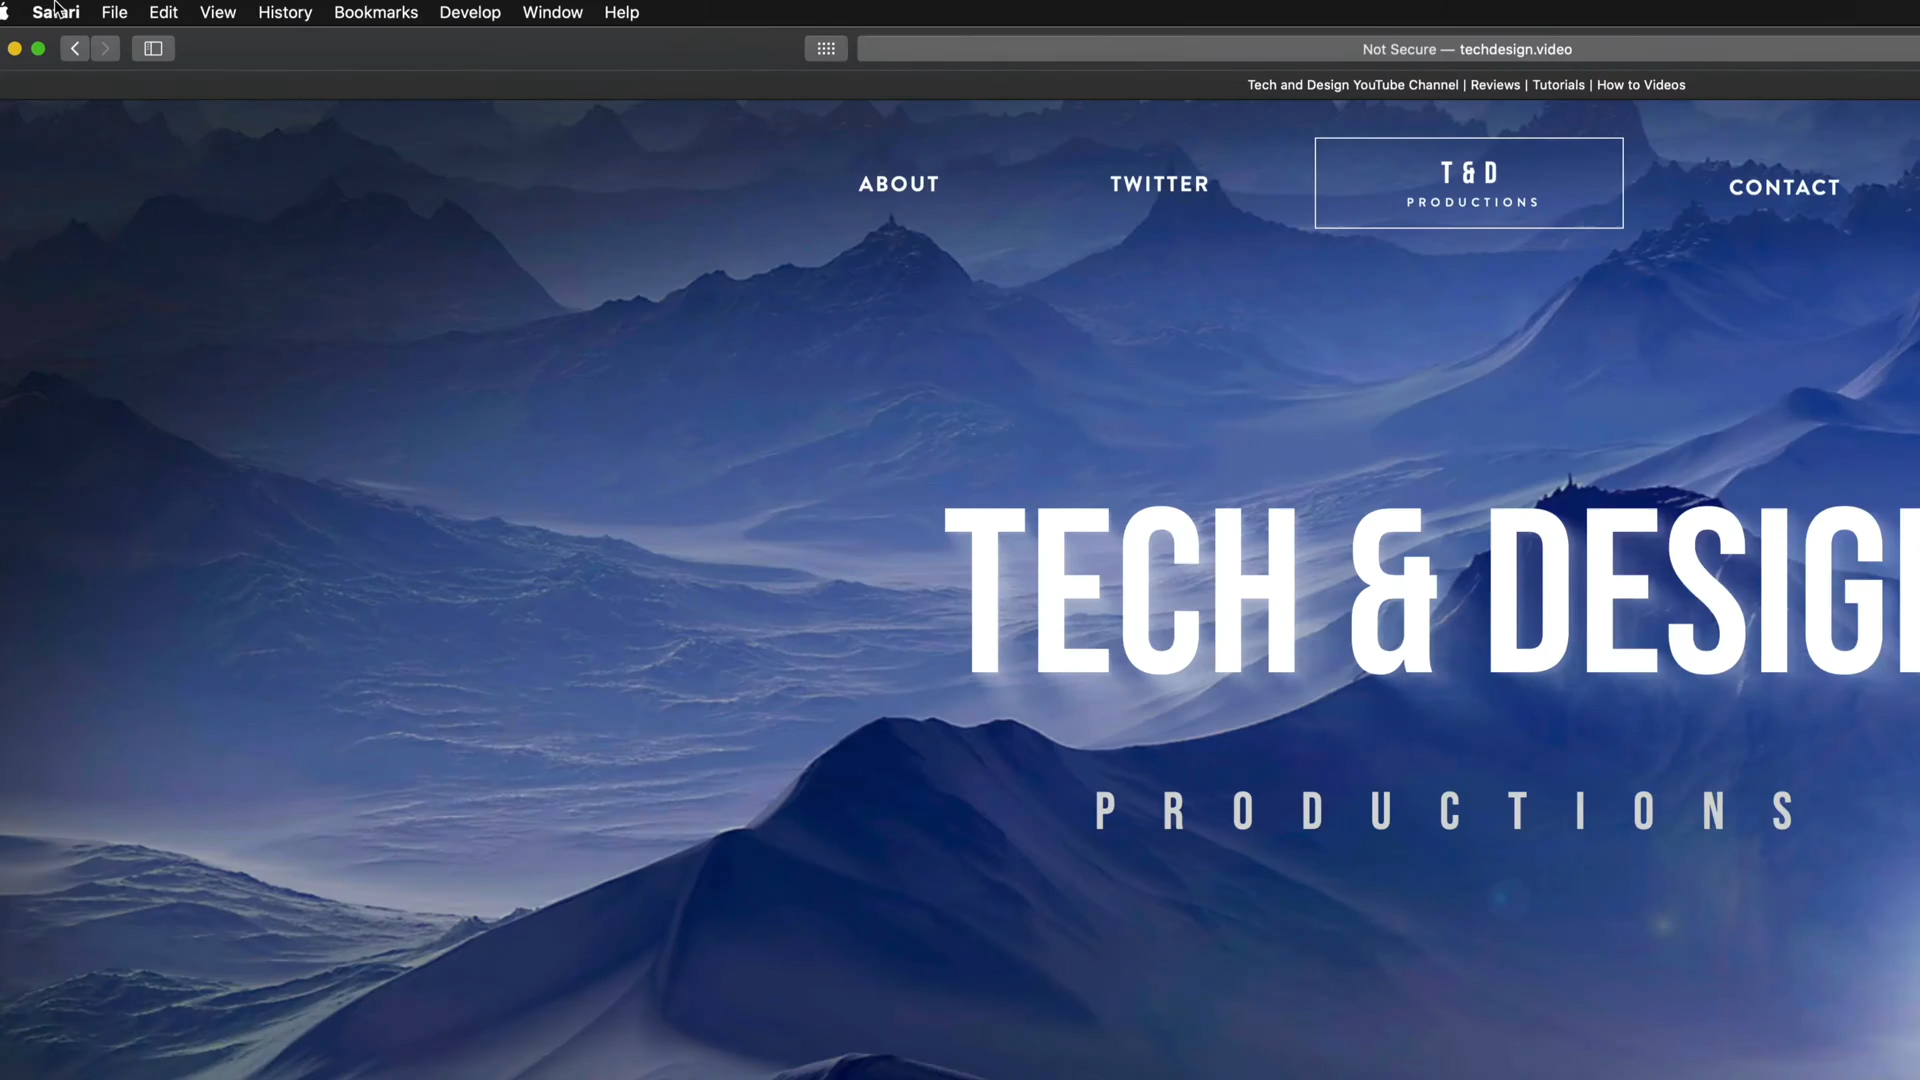 Safari File Edit View History Bookmarks Develop Window Help
Not Secure — techdesign.video
Tech and Design YouTube Channel | Reviews | Tutorials | How to Videos
ABOUT TWITTER T & D CONTACT
PRODUCTIONS
TECH & DESIG
PRODUCTIONS